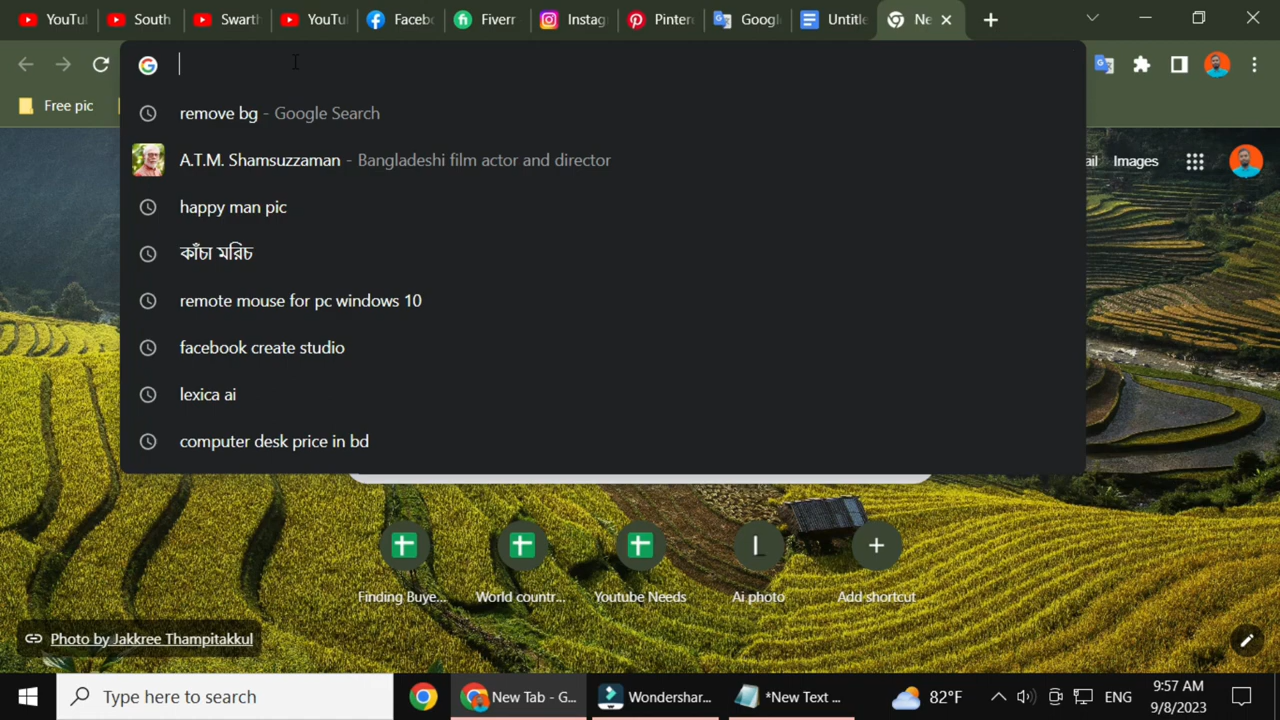 YouTu
South
Swart
YouTu
Facebo
Fiverr
Instag
Pinter
Googl
Untitle
Ne
Free pic
remove bg - Google Search
A.T.M. Shamsuzzaman - Bangladeshi film actor and director
happy man pic
কাঁচা মরিচ
remote mouse for pc windows 10
facebook create studio
lexica ai
computer desk price in bd
ail
Images
Finding Buye...
World countr...
Youtube Needs
L
Ai photo
Add shortcut
Photo by Jakkree Thampitakkul
Type here to search
New Tab - G...
Wondershar...
*New Text ...
82°F
ENG
9:57 AM
9/8/2023